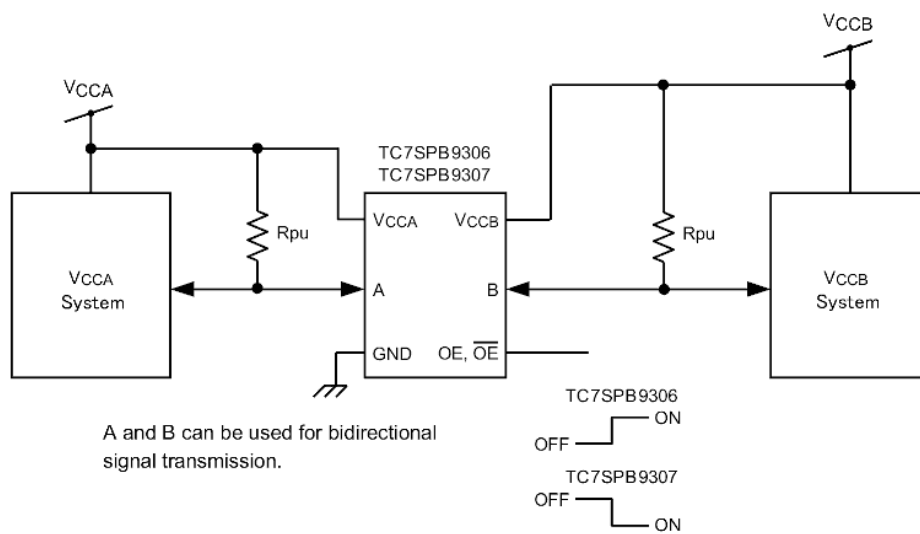 VCCB
VCCA
TC7SPB9306
TC7SPB9307
VCCA
VCCB
Rpu
Rpu
VCCA
System
A
B
VCCB
System
GND
OE, O̅E̅
TC7SPB9306
ON
OFF
A and B can be used for bidirectional
signal transmission.
TC7SPB9307
OFF
ON